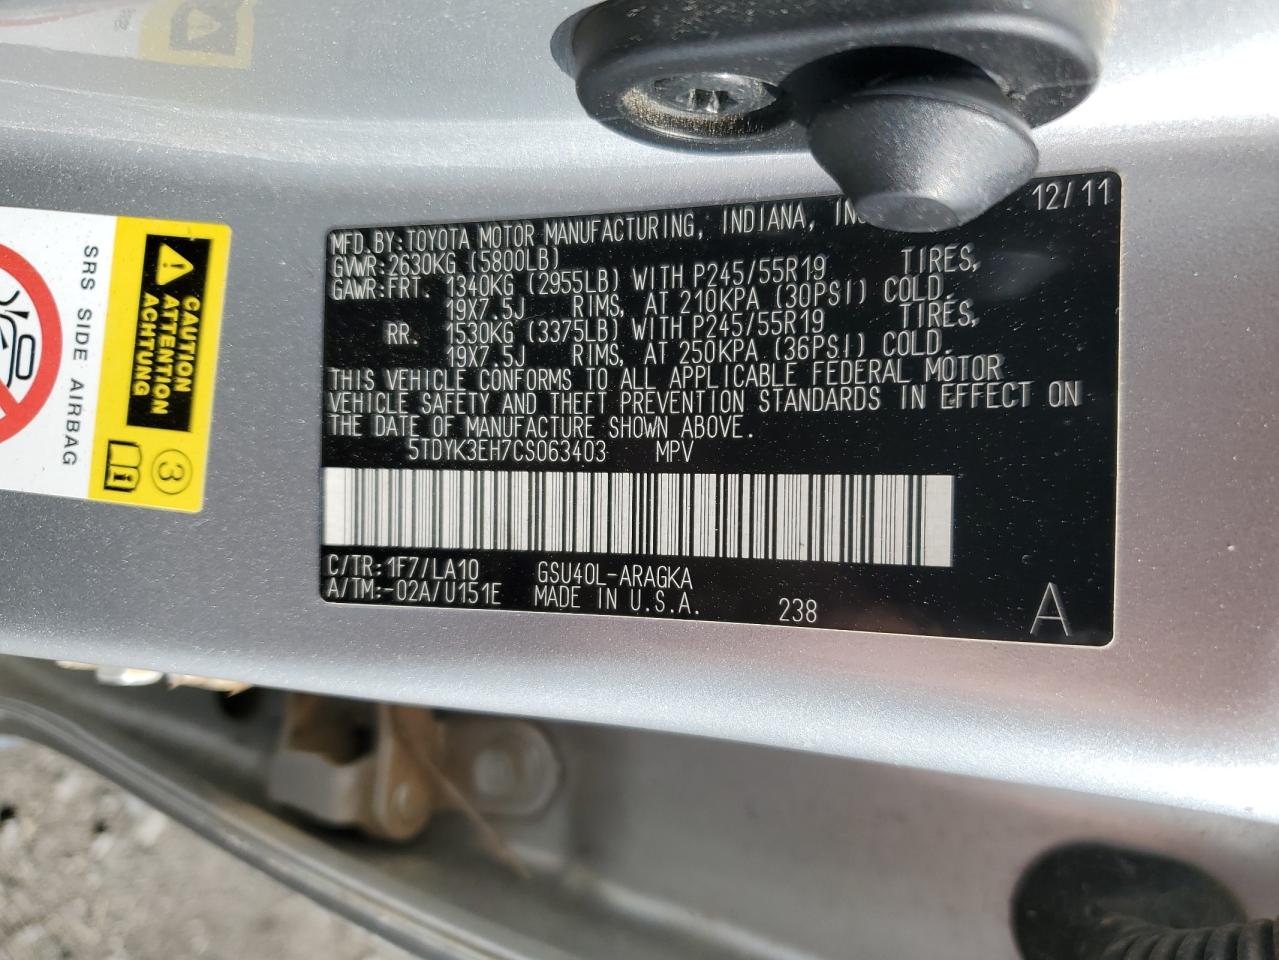 12/11
MFD.BY:TOYOTA MOTOR MANUFACTURING, INDIANA,
GVWR:2630KG (5800LB)
GAWR:FRT. 1340KG (2955LB) WITH P245/55R19 TIRES,
19X7.5J RIMS, AT 210KPA (30PSI) COLD.
RR. 1530KG (3375LB) WITH P245/55R19 TIRES,
19X7.5J RIMS, AT 250KPA (36PSI) COLD.
THIS VEHICLE CONFORMS TO ALL APPLICABLE FEDERAL MOTOR
VEHICLE SAFETY AND THEFT PREVENTION STANDARDS IN EFFECT ON
THE DATE OF MANUFACTURE SHOWN ABOVE.
5TDYK3EH7CS063403 MPV
C/TR:1F7/LA10 GSU40L-ARAGKA
A/TM:-02A/U151E MADE IN U.S.A. 238 A
CAUTION
ATTENTION
ACHTUNG
SRS SIDE AIRBAG
3